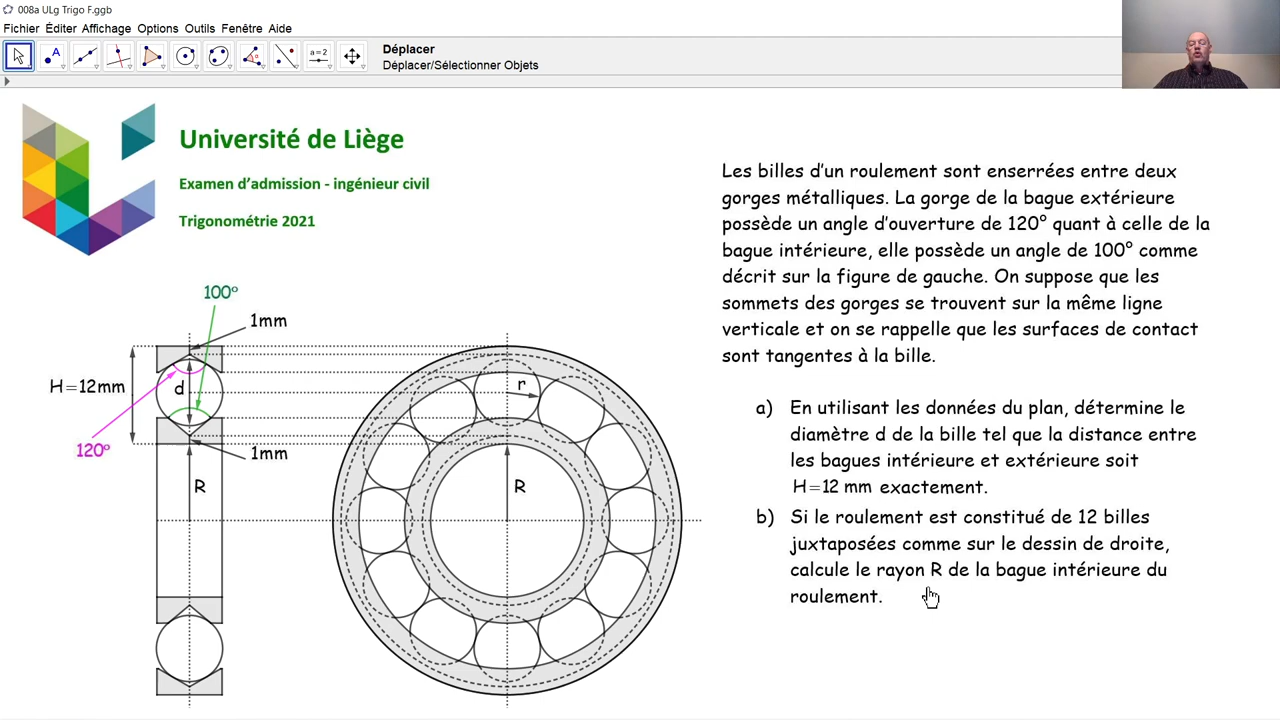 008a ULg Trigo F.ggb
Fichier Éditer Affichage Options Outils Fenêtre Aide
A
a=2
Déplacer
Déplacer/Sélectionner Objets
Université de Liège
Examen d'admission - ingénieur civil
Trigonométrie 2021
Les billes d'un roulement sont enserrées entre deux
gorges métalliques. La gorge de la bague extérieure
possède un angle d'ouverture de 120° quant à celle de la
bague intérieure, elle possède un angle de 100° comme
décrit sur la figure de gauche. On suppose que les
sommets des gorges se trouvent sur la même ligne
verticale et on se rappelle que les surfaces de contact
sont tangentes à la bille.
a) En utilisant les données du plan, détermine le
diamètre d de la bille tel que la distance entre
les bagues intérieure et extérieure soit
H=12 mm exactement.
b) Si le roulement est constitué de 12 billes
juxtaposées comme sur le dessin de droite,
calcule le rayon R de la bague intérieure du
roulement.
100°
1mm
H=12mm
d
r
120°
1mm
R
R